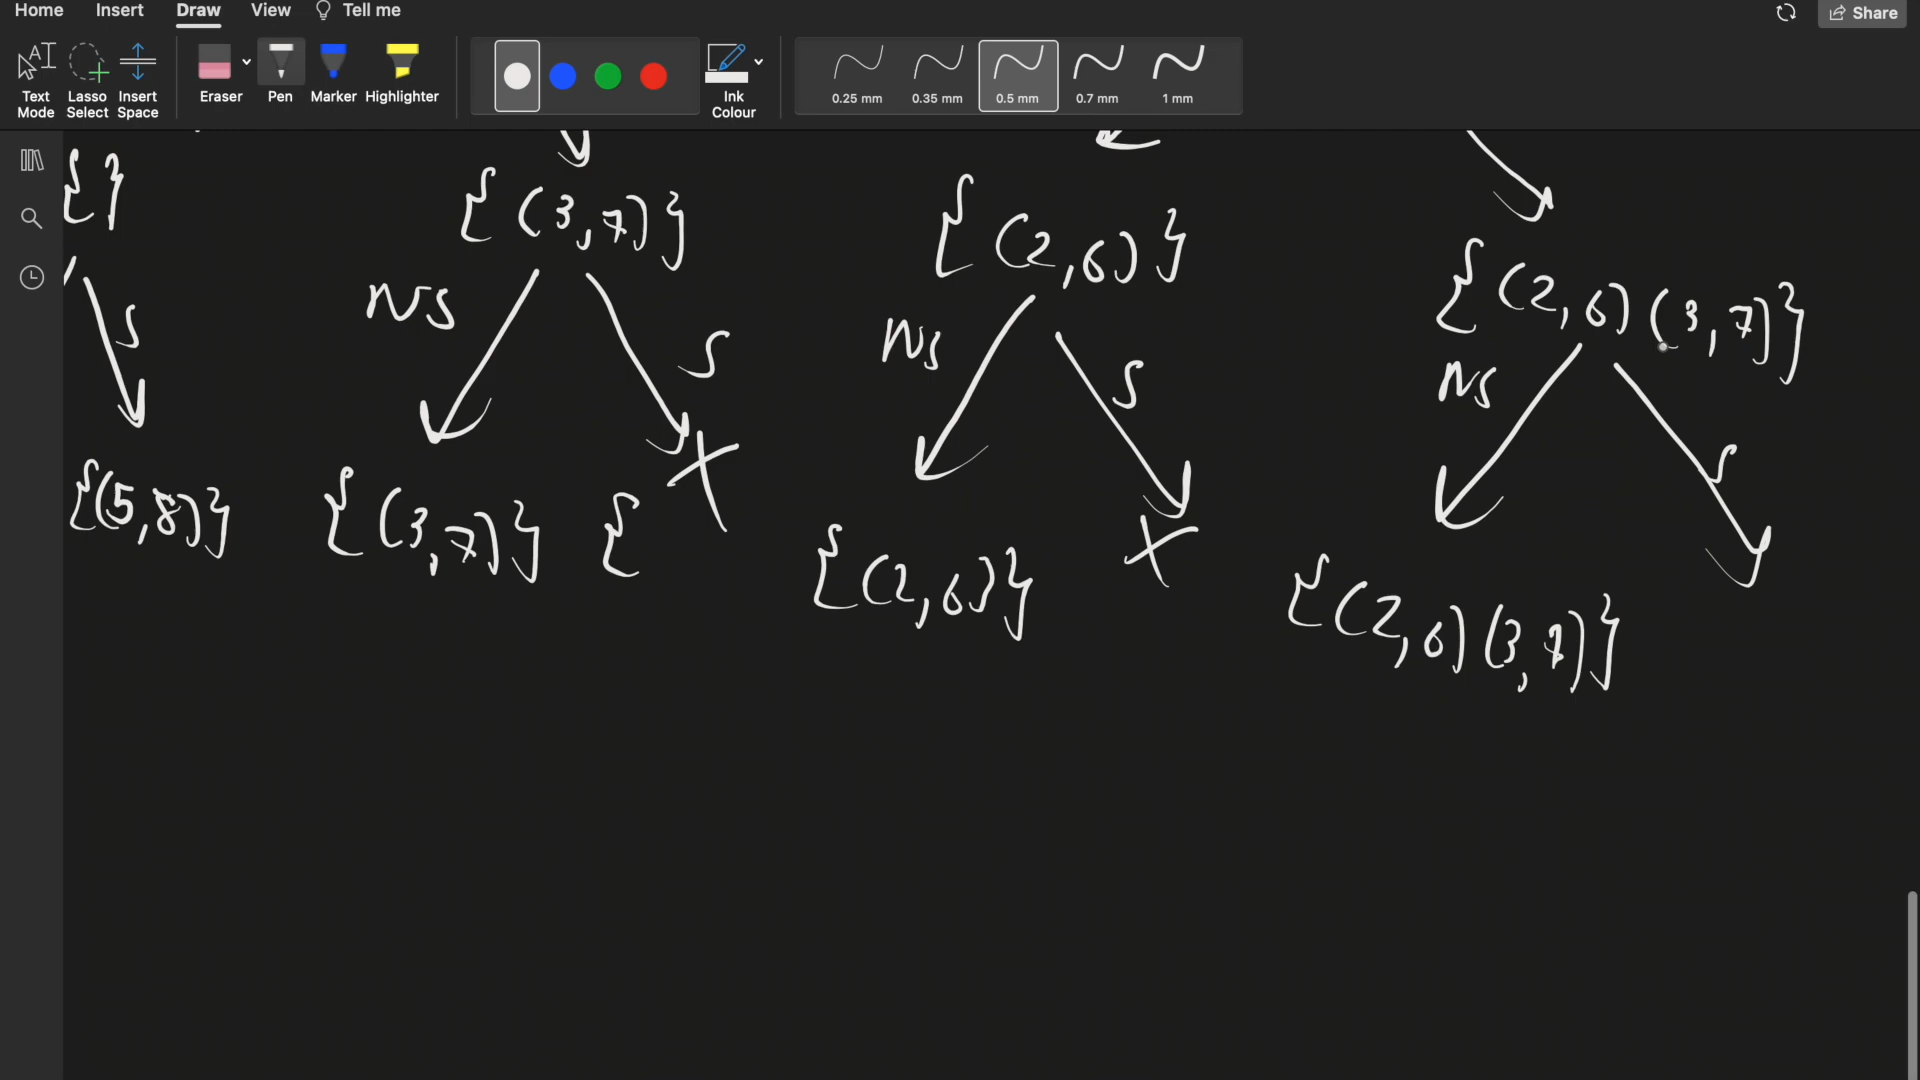 Home Insert Draw View Tell me Share
Text Mode Lasso Select Insert Space Eraser Pen Marker Highlighter Ink Colour 0.25 mm 0.35 mm 0.5 mm 0.7 mm 1 mm
{} {(3,7)} {(2,6)} {(2,6)(3,7)}
S NS S NS S NS S
{(5,8)} {(3,7)} { X {(2,6)} X {(2,6)(3,7)}